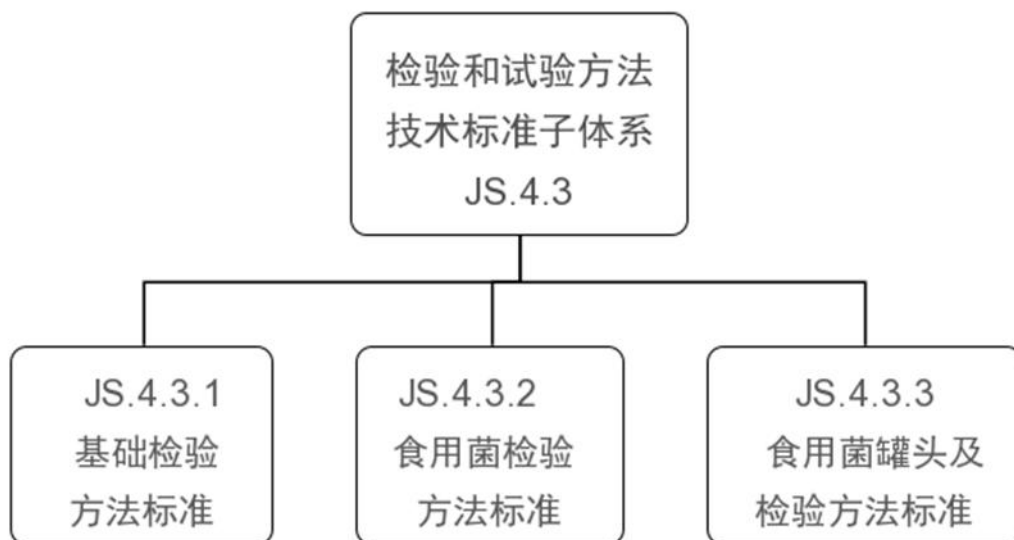 检验和试验方法
技术标准子体系
JS.4.3
JS.4.3.1
基础检验
方法标准
JS.4.3.2
食用菌检验
方法标准
JS.4.3.3
食用菌罐头及
检验方法标准